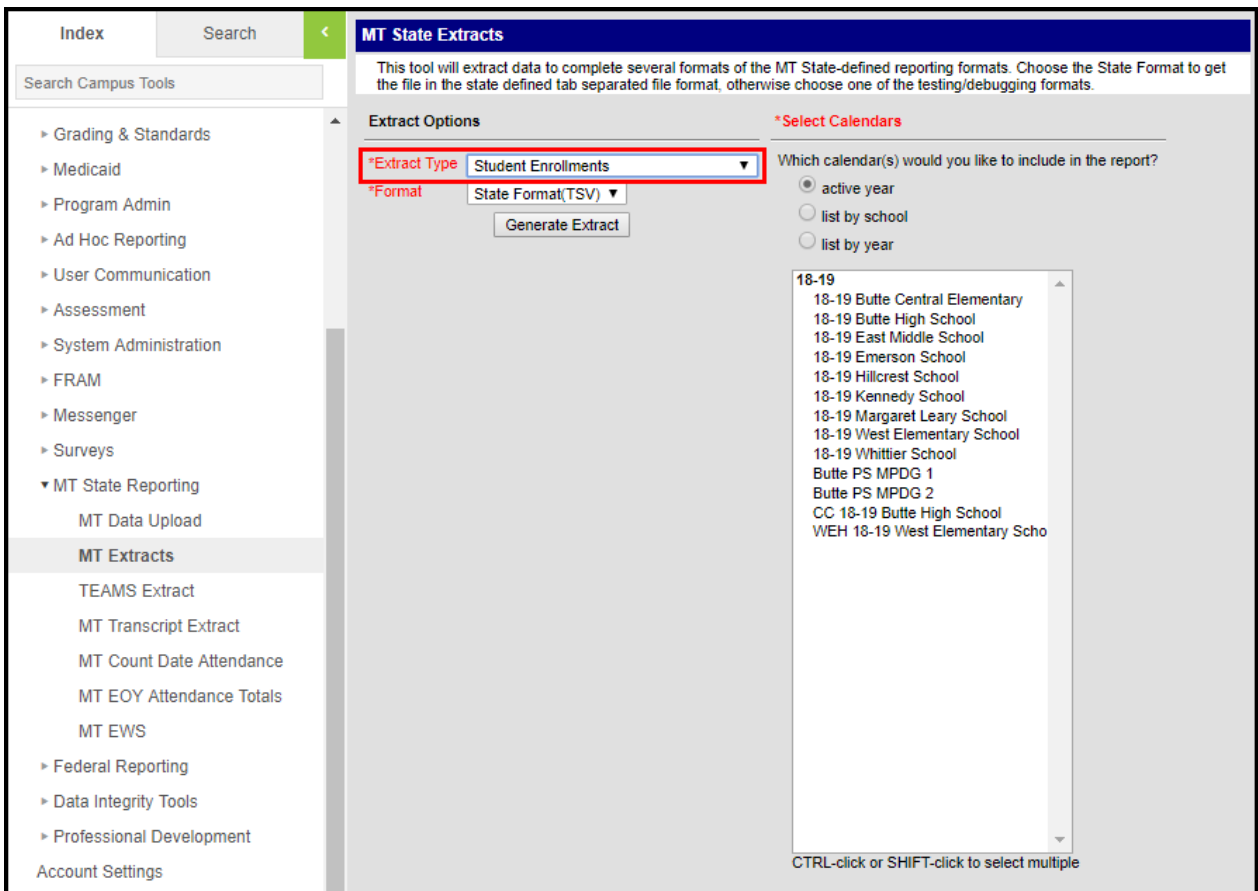 Index
Search
Search Campus Tools
Grading & Standards
Medicaid
Program Admin
Ad Hoc Reporting
User Communication
Assessment
System Administration
FRAM
Messenger
Surveys
MT State Reporting
MT Data Upload
MT Extracts
TEAMS Extract
MT Transcript Extract
MT Count Date Attendance
MT EOY Attendance Totals
MT EWS
Federal Reporting
Data Integrity Tools
Professional Development
Account Settings
MT State Extracts
This tool will extract data to complete several formats of the MT State-defined reporting formats. Choose the State Format to get
the file in the state defined tab separated file format, otherwise choose one of the testing/debugging formats.
Extract Options
*Extract Type Student Enrollments
*Format State Format(TSV)
Generate Extract
*Select Calendars
Which calendar(s) would you like to include in the report?
active year
list by school
list by year
18-19
18-19 Butte Central Elementary
18-19 Butte High School
18-19 East Middle School
18-19 Emerson School
18-19 Hillcrest School
18-19 Kennedy School
18-19 Margaret Leary School
18-19 West Elementary School
18-19 Whittier School
Butte PS MPDG 1
Butte PS MPDG 2
CC 18-19 Butte High School
WEH 18-19 West Elementary Scho
CTRL-click or SHIFT-click to select multiple